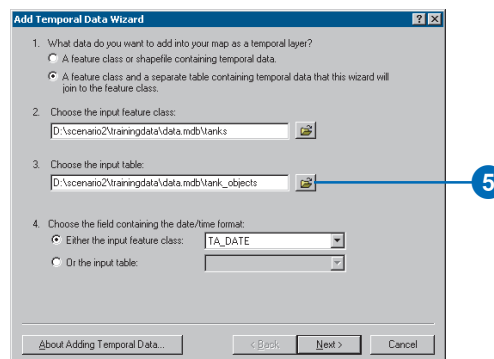 Add Temporal Data Wizard
1. What data do you want to add into your map as a temporal layer?
A feature class or shapefile containing temporal data.
A feature class and a separate table containing temporal data that this wizard will
join to the feature class.
2. Choose the input feature class:
D:\scenario2\trainingdata\data.mdb\tanks
3. Choose the input table:
D:\scenario2\trainingdata\data.mdb\tank_objects
5
4. Choose the field containing the date/time format:
Either the input feature class: TA_DATE
Or the input table:
About Adding Temporal Data... < Back Next > Cancel